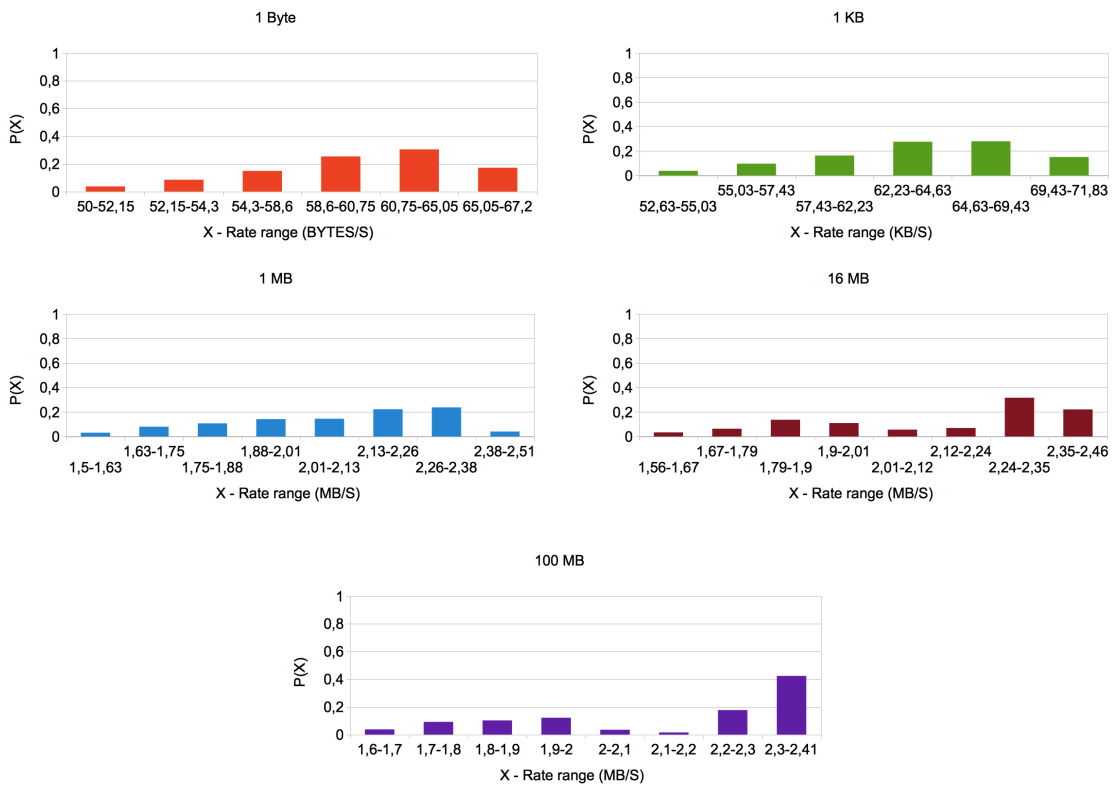 1 Byte
1
0,8
0,6
0,4
0,2
0
P(X)
50-52,15 52,15-54,3 54,3-58,6 58,6-60,75 60,75-65,05 65,05-67,2
X - Rate range (BYTES/S)
1 KB
1
0,8
0,6
0,4
0,2
0
P(X)
55,03-57,43 62,23-64,63 69,43-71,83
52,63-55,03 57,43-62,23 64,63-69,43
X - Rate range (KB/S)
1 MB
1
0,8
0,6
0,4
0,2
0
P(X)
1,63-1,75 1,88-2,01 2,13-2,26 2,38-2,51
1,5-1,63 1,75-1,88 2,01-2,13 2,26-2,38
X - Rate range (MB/S)
16 MB
1
0,8
0,6
0,4
0,2
0
P(X)
1,67-1,79 1,9-2,01 2,12-2,24 2,35-2,46
1,56-1,67 1,79-1,9 2,01-2,12 2,24-2,35
X - Rate range (MB/S)
100 MB
1
0,8
0,6
0,4
0,2
0
P(X)
1,6-1,7 1,7-1,8 1,8-1,9 1,9-2 2-2,1 2,1-2,2 2,2-2,3 2,3-2,41
X - Rate range (MB/S)